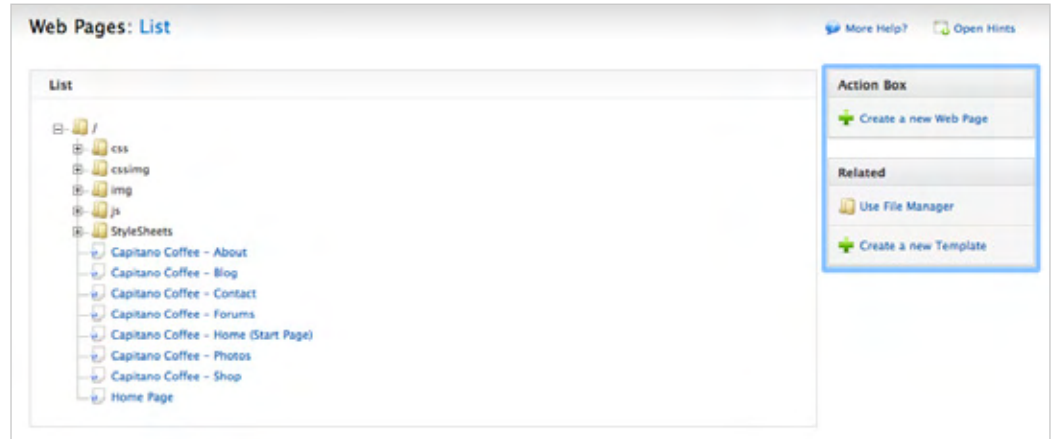 Web Pages: List
More Help?
Open Hints
List
/
css
cssimg
img
js
StyleSheets
Capitano Coffee - About
Capitano Coffee - Blog
Capitano Coffee - Contact
Capitano Coffee - Forums
Capitano Coffee - Home (Start Page)
Capitano Coffee - Photos
Capitano Coffee - Shop
Home Page
Action Box
Create a new Web Page
Related
Use File Manager
Create a new Template